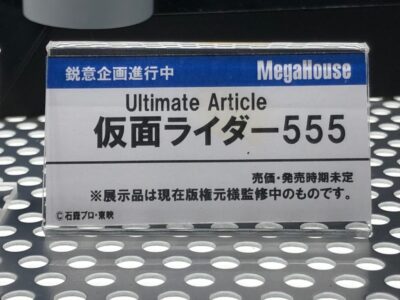 鋭意企画進行中 MegaHouse
Ultimate Article
仮面ライダー555
売価・発売時期未定
※展示品は現在版権元様監修中のものです。
©石森プロ・東映